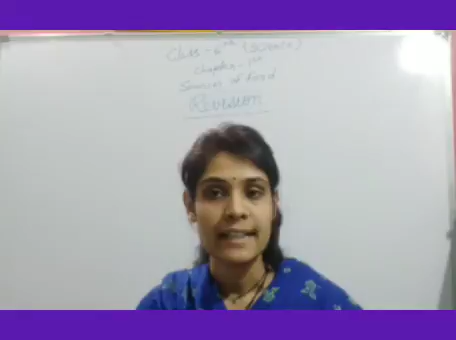 Class - 6th (Science)
Chapter - 1st
Sources of Food
Revision